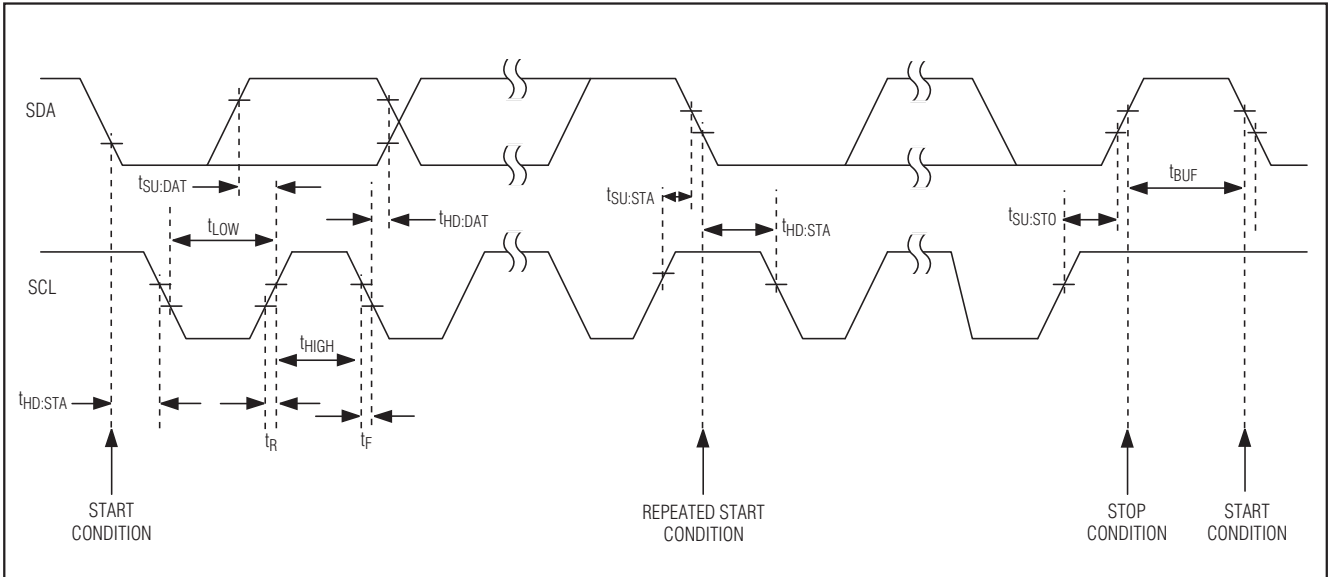 SDA
tSU:DAT
tHD:DAT
tLOW
tSU:STA
tHD:STA
tSU:STO
tBUF
SCL
tHIGH
tHD:STA
tR
tF
START
CONDITION
REPEATED START
CONDITION
STOP
CONDITION
START
CONDITION